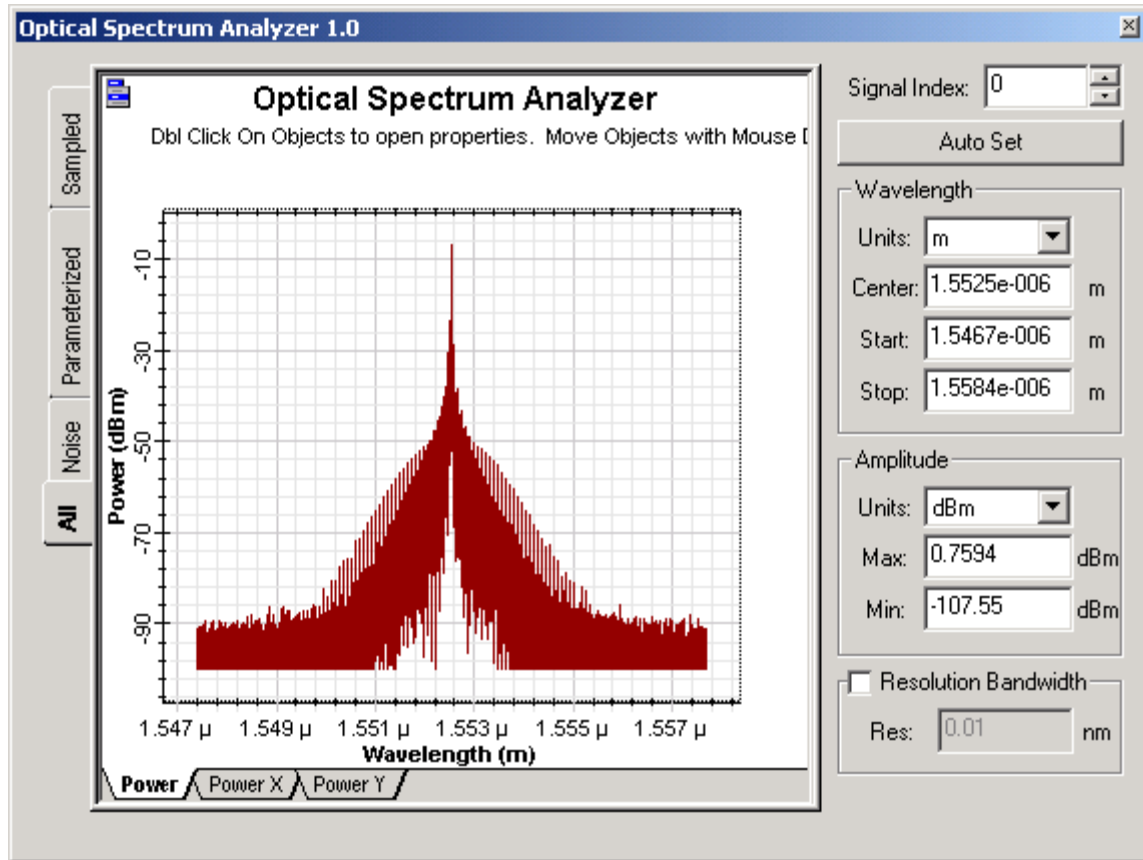 Optical Spectrum Analyzer 1.0
Sampled
Parameterized
Noise
All
Optical Spectrum Analyzer
Dbl Click On Objects to open properties. Move Objects with Mouse D
Power (dBm)
-10
-30
-50
-70
-90
1.547 μ 1.549 μ 1.551 μ 1.553 μ 1.555 μ 1.557 μ
Wavelength (m)
Power Power X Power Y
Signal Index: 0
Auto Set
Wavelength
Units: m
Center: 1.5525e-006 m
Start: 1.5467e-006 m
Stop: 1.5584e-006 m
Amplitude
Units: dBm
Max: 0.7594 dBm
Min: -107.55 dBm
Resolution Bandwidth
Res: 0.01 nm